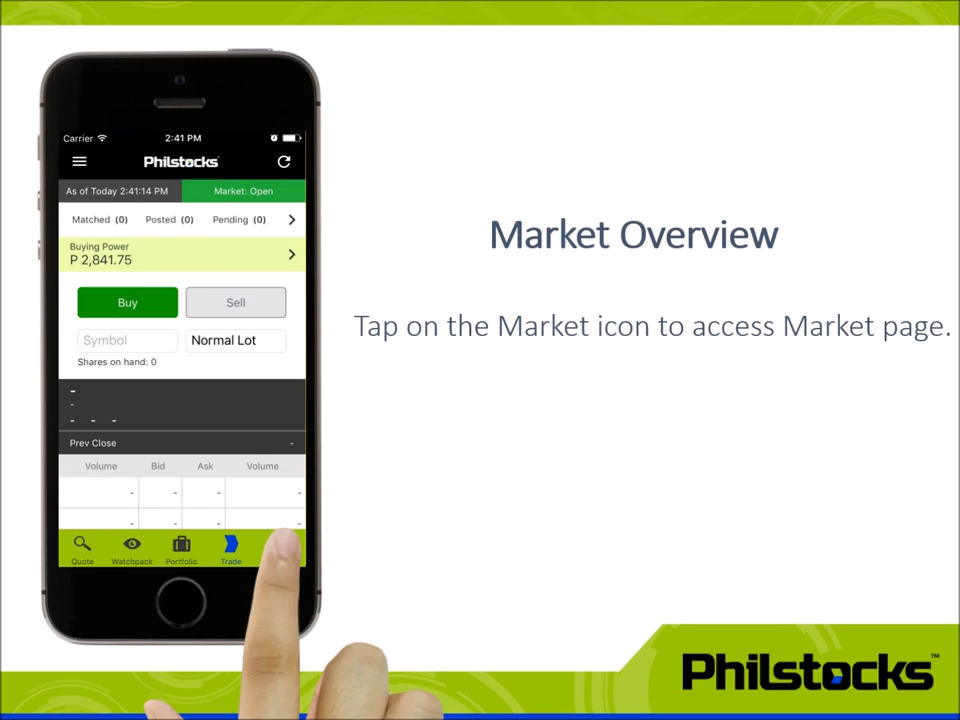 Carrier 2:41 PM
Philstocks
As of Today 2:41:14 PM Market: Open
Matched (0) Posted (0) Pending (0)
Buying Power
P 2,841.75
Buy Sell
Symbol Normal Lot
Shares on hand: 0
-
-
- - -
Prev Close -
Volume Bid Ask Volume
- - - -
- - - -
Quote Watchpack Portfolio Trade
Market Overview
Tap on the Market icon to access Market page.
Philstocks™